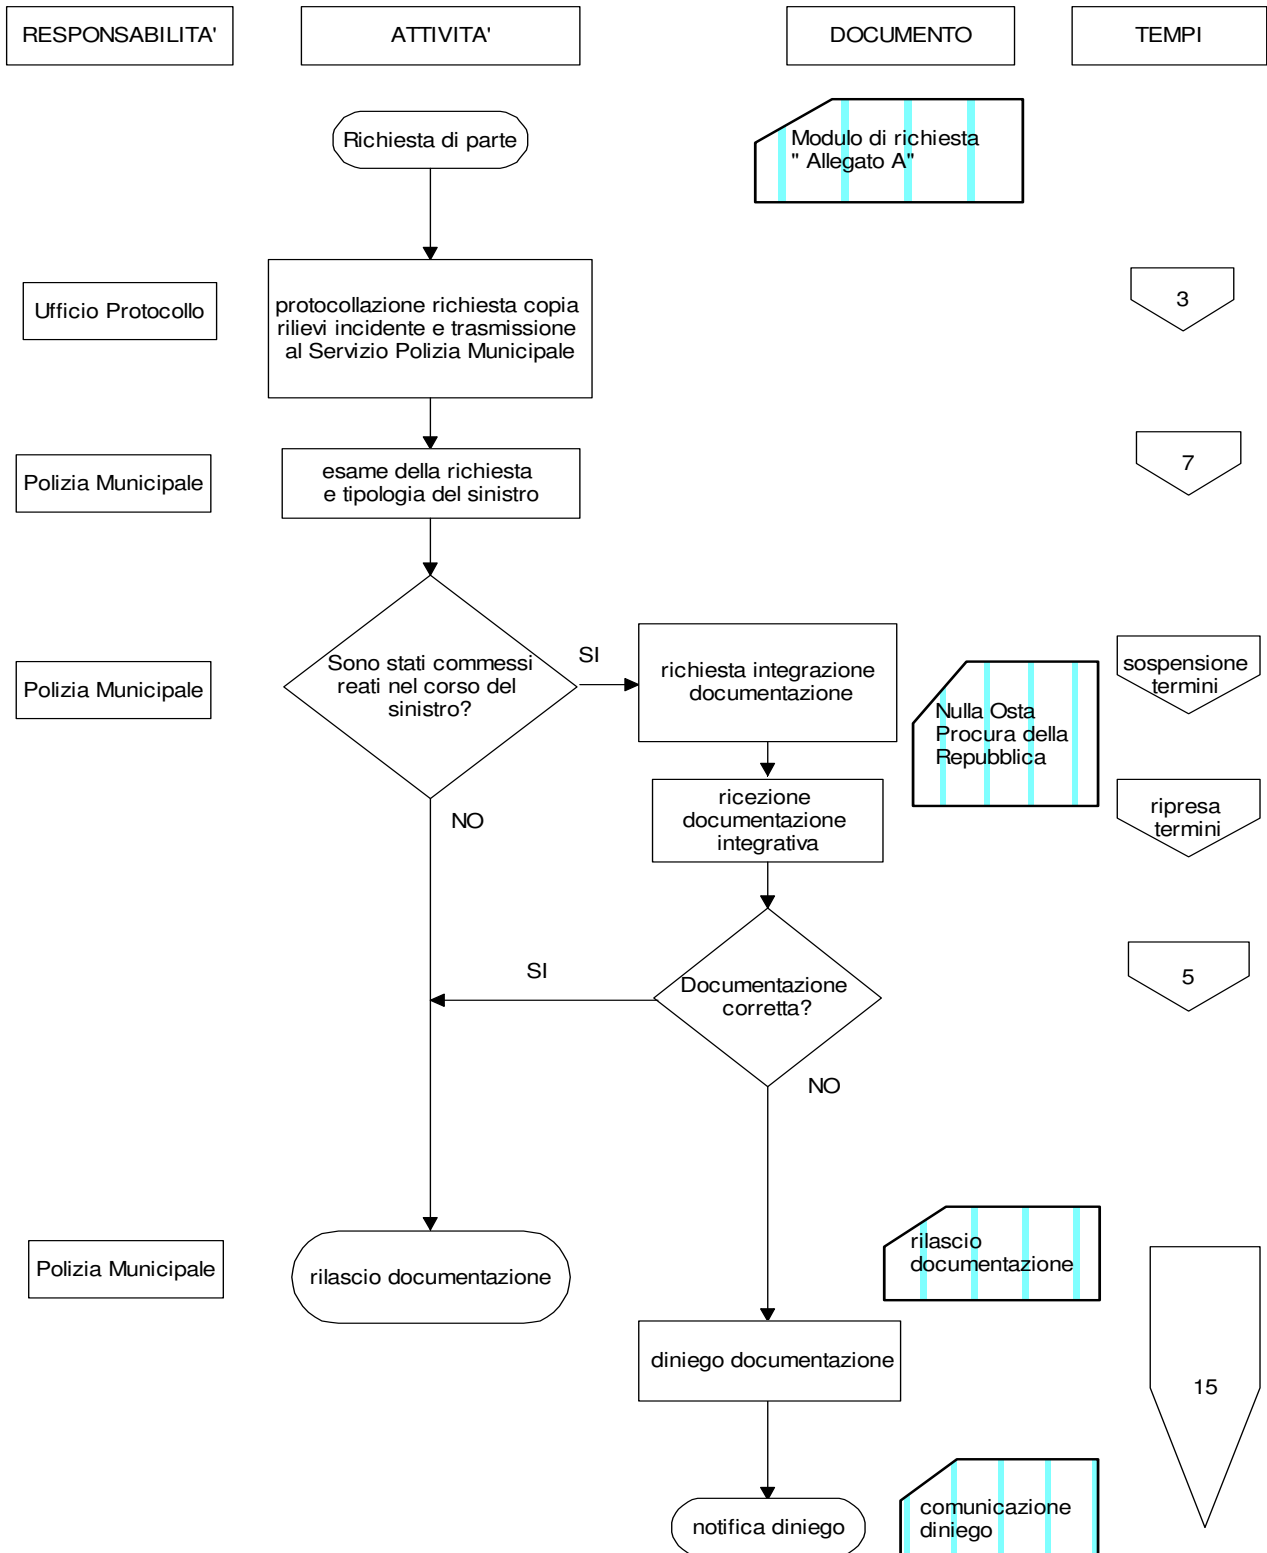 RESPONSABILITA'
ATTIVITA'
DOCUMENTO
TEMPI
Richiesta di parte
Modulo di richiesta
" Allegato A"
Ufficio Protocollo
protocollazione richiesta copia
rilievi incidente e trasmissione
al Servizio Polizia Municipale
3
Polizia Municipale
esame della richiesta
e tipologia del sinistro
7
Polizia Municipale
Sono stati commessi
reati nel corso del
sinistro?
SI
richiesta integrazione
documentazione
Nulla Osta
Procura della
Repubblica
sospensione
termini
NO
ricezione
documentazione
integrativa
ripresa
termini
SI
Documentazione
corretta?
5
NO
Polizia Municipale
rilascio documentazione
rilascio
documentazione
diniego documentazione
15
notifica diniego
comunicazione
diniego